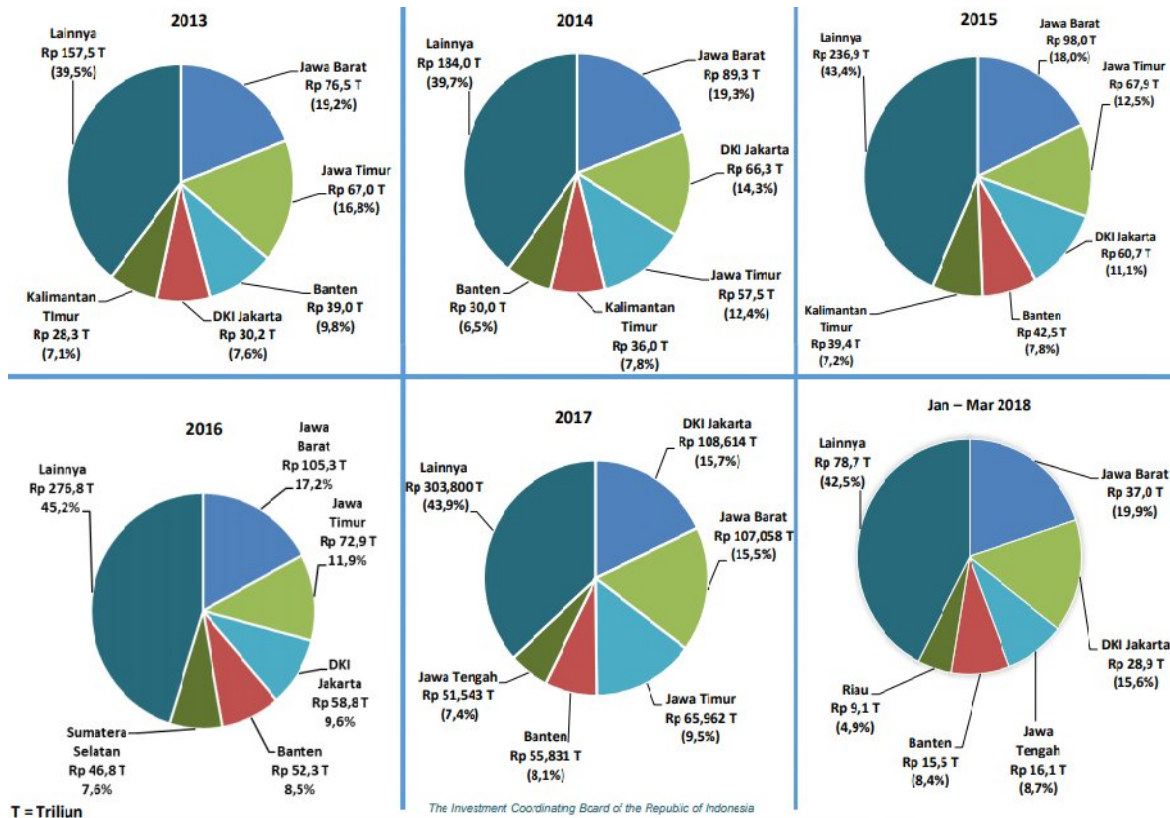 2013
Lainnya
Rp 157,5 T
(39,5%)
Jawa Barat
Rp 76,5 T
(19,2%)
Jawa Timur
Rp 67,0 T
(16,8%)
Banten
Rp 39,0 T
(9,8%)
DKI Jakarta
Rp 30,2 T
(7,6%)
Kalimantan
TImur
Rp 28,3 T
(7,1%)
2014
Lainnya
Rp 184,0 T
(39,7%)
Jawa Barat
Rp 89,3 T
(19,3%)
DKI Jakarta
Rp 66,3 T
(14,3%)
Jawa Timur
Rp 57,5 T
(12,4%)
Kalimantan
Timur
Rp 36,0 T
(7,8%)
Banten
Rp 30,0 T
(6,5%)
2015
Lainnya
Rp 236,9 T
(43,4%)
Jawa Barat
Rp 98,0 T
(18,0%)
Jawa Timur
Rp 67,9 T
(12,5%)
DKI Jakarta
Rp 60,7 T
(11,1%)
Banten
Rp 42,5 T
(7,8%)
Kalimantan
Timur
Rp 39,4 T
(7,2%)
2016
Lainnya
Rp 276,8 T
45,2%
Jawa
Barat
Rp 105,3 T
17,2%
Jawa
Timur
Rp 72,9 T
11,9%
DKI
Jakarta
Rp 58,8 T
9,6%
Banten
Rp 52,3 T
8,5%
Sumatera
Selatan
Rp 46,8 T
7,6%
2017
Lainnya
Rp 303,800 T
(43,9%)
DKI Jakarta
Rp 108,614 T
(15,7%)
Jawa Barat
Rp 107,058 T
(15,5%)
Jawa Timur
Rp 65,962 T
(9,5%)
Banten
Rp 55,831 T
(8,1%)
Jawa Tengah
Rp 51,543 T
(7,4%)
Jan – Mar 2018
Lainnya
Rp 78,7 T
(42,5%)
Jawa Barat
Rp 37,0 T
(19,9%)
DKI Jakarta
Rp 28,9 T
(15,6%)
Jawa
Tengah
Rp 16,1 T
(8,7%)
Banten
Rp 15,5 T
(8,4%)
Riau
Rp 9,1 T
(4,9%)
T = Triliun
The Investment Coordinating Board of the Republic of Indonesia